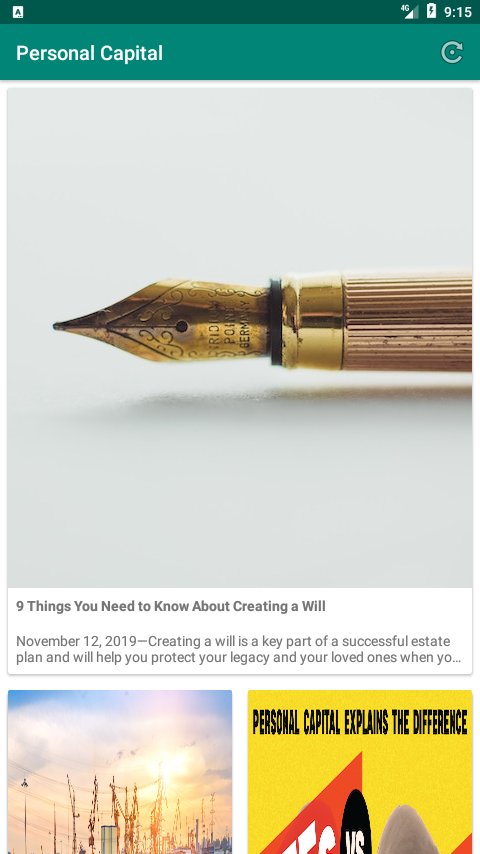 4G
9:15
Personal Capital
IRIDIUM
POINT
GERMANY
9 Things You Need to Know About Creating a Will
November 12, 2019—Creating a will is a key part of a successful estate
plan and will help you protect your legacy and your loved ones when yo…
PERSONAL CAPITAL EXPLAINS THE DIFFERENCE
VS